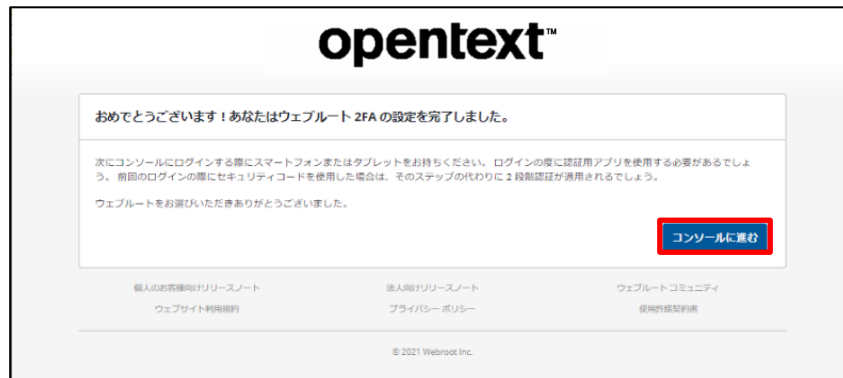 opentext™
おめでとうございます！あなたはウェブルート 2FA の設定を完了しました。
次にコンソールにログインする際にスマートフォンまたはタブレットをお持ちください。 ログインの度に認証用アプリを使用する必要があるでしょ
う。 前回のログインの際にセキュリティコードを使用した場合は、そのステップの代わりに 2 段階認証が適用されるでしょう。
ウェブルートをお選びいただきありがとうございました。
コンソールに進む
個人のお客様向けリリースノート 法人向けリリースノート ウェブルート コミュニティ
ウェブサイト利用規約 プライバシー ポリシー 使用許諾契約書
© 2021 Webroot Inc.